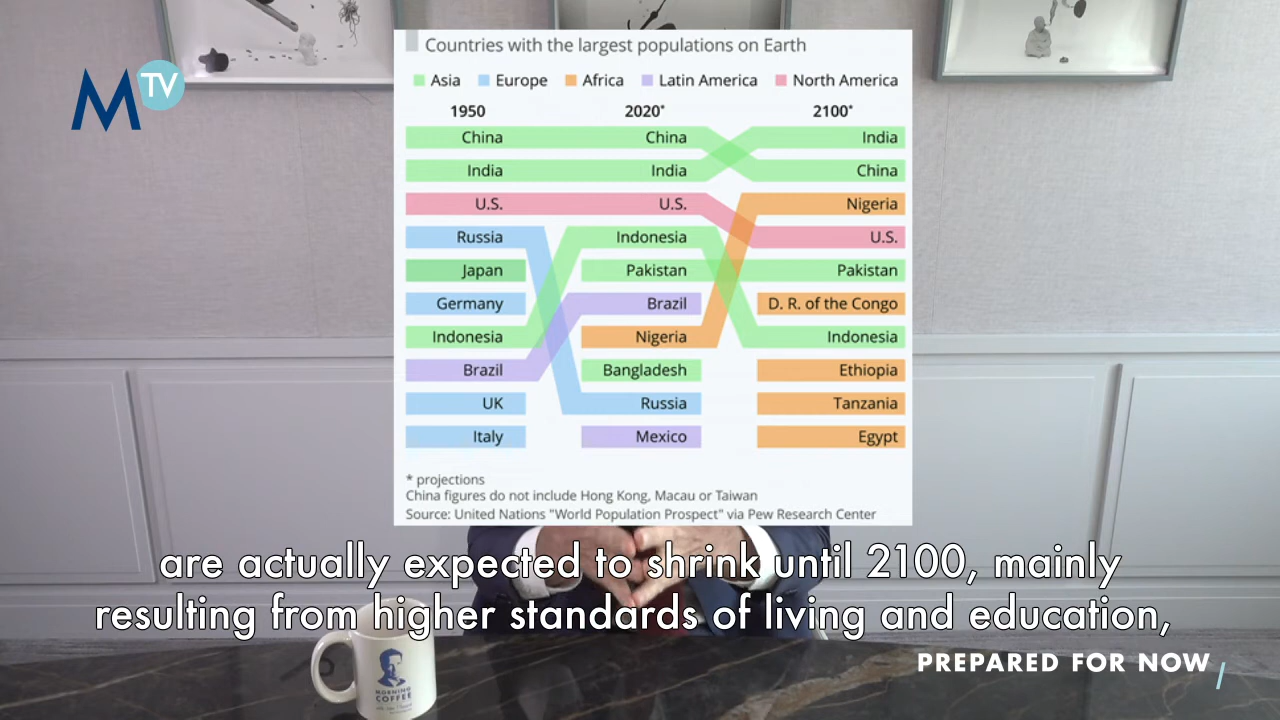 M TV
Countries with the largest populations on Earth
Asia Europe Africa Latin America North America
1950 2020* 2100*
China China India
India India China
U.S. U.S. Nigeria
Russia Indonesia U.S.
Japan Pakistan Pakistan
Germany Brazil D. R. of the Congo
Indonesia Nigeria Indonesia
Brazil Bangladesh Ethiopia
UK Russia Tanzania
Italy Mexico Egypt
* projections
China figures do not include Hong Kong, Macau or Taiwan
Source: United Nations "World Population Prospect" via Pew Research Center
are actually expected to shrink until 2100, mainly
resulting from higher standards of living and education,
PREPARED FOR NOW /
MORNING
COFFEE